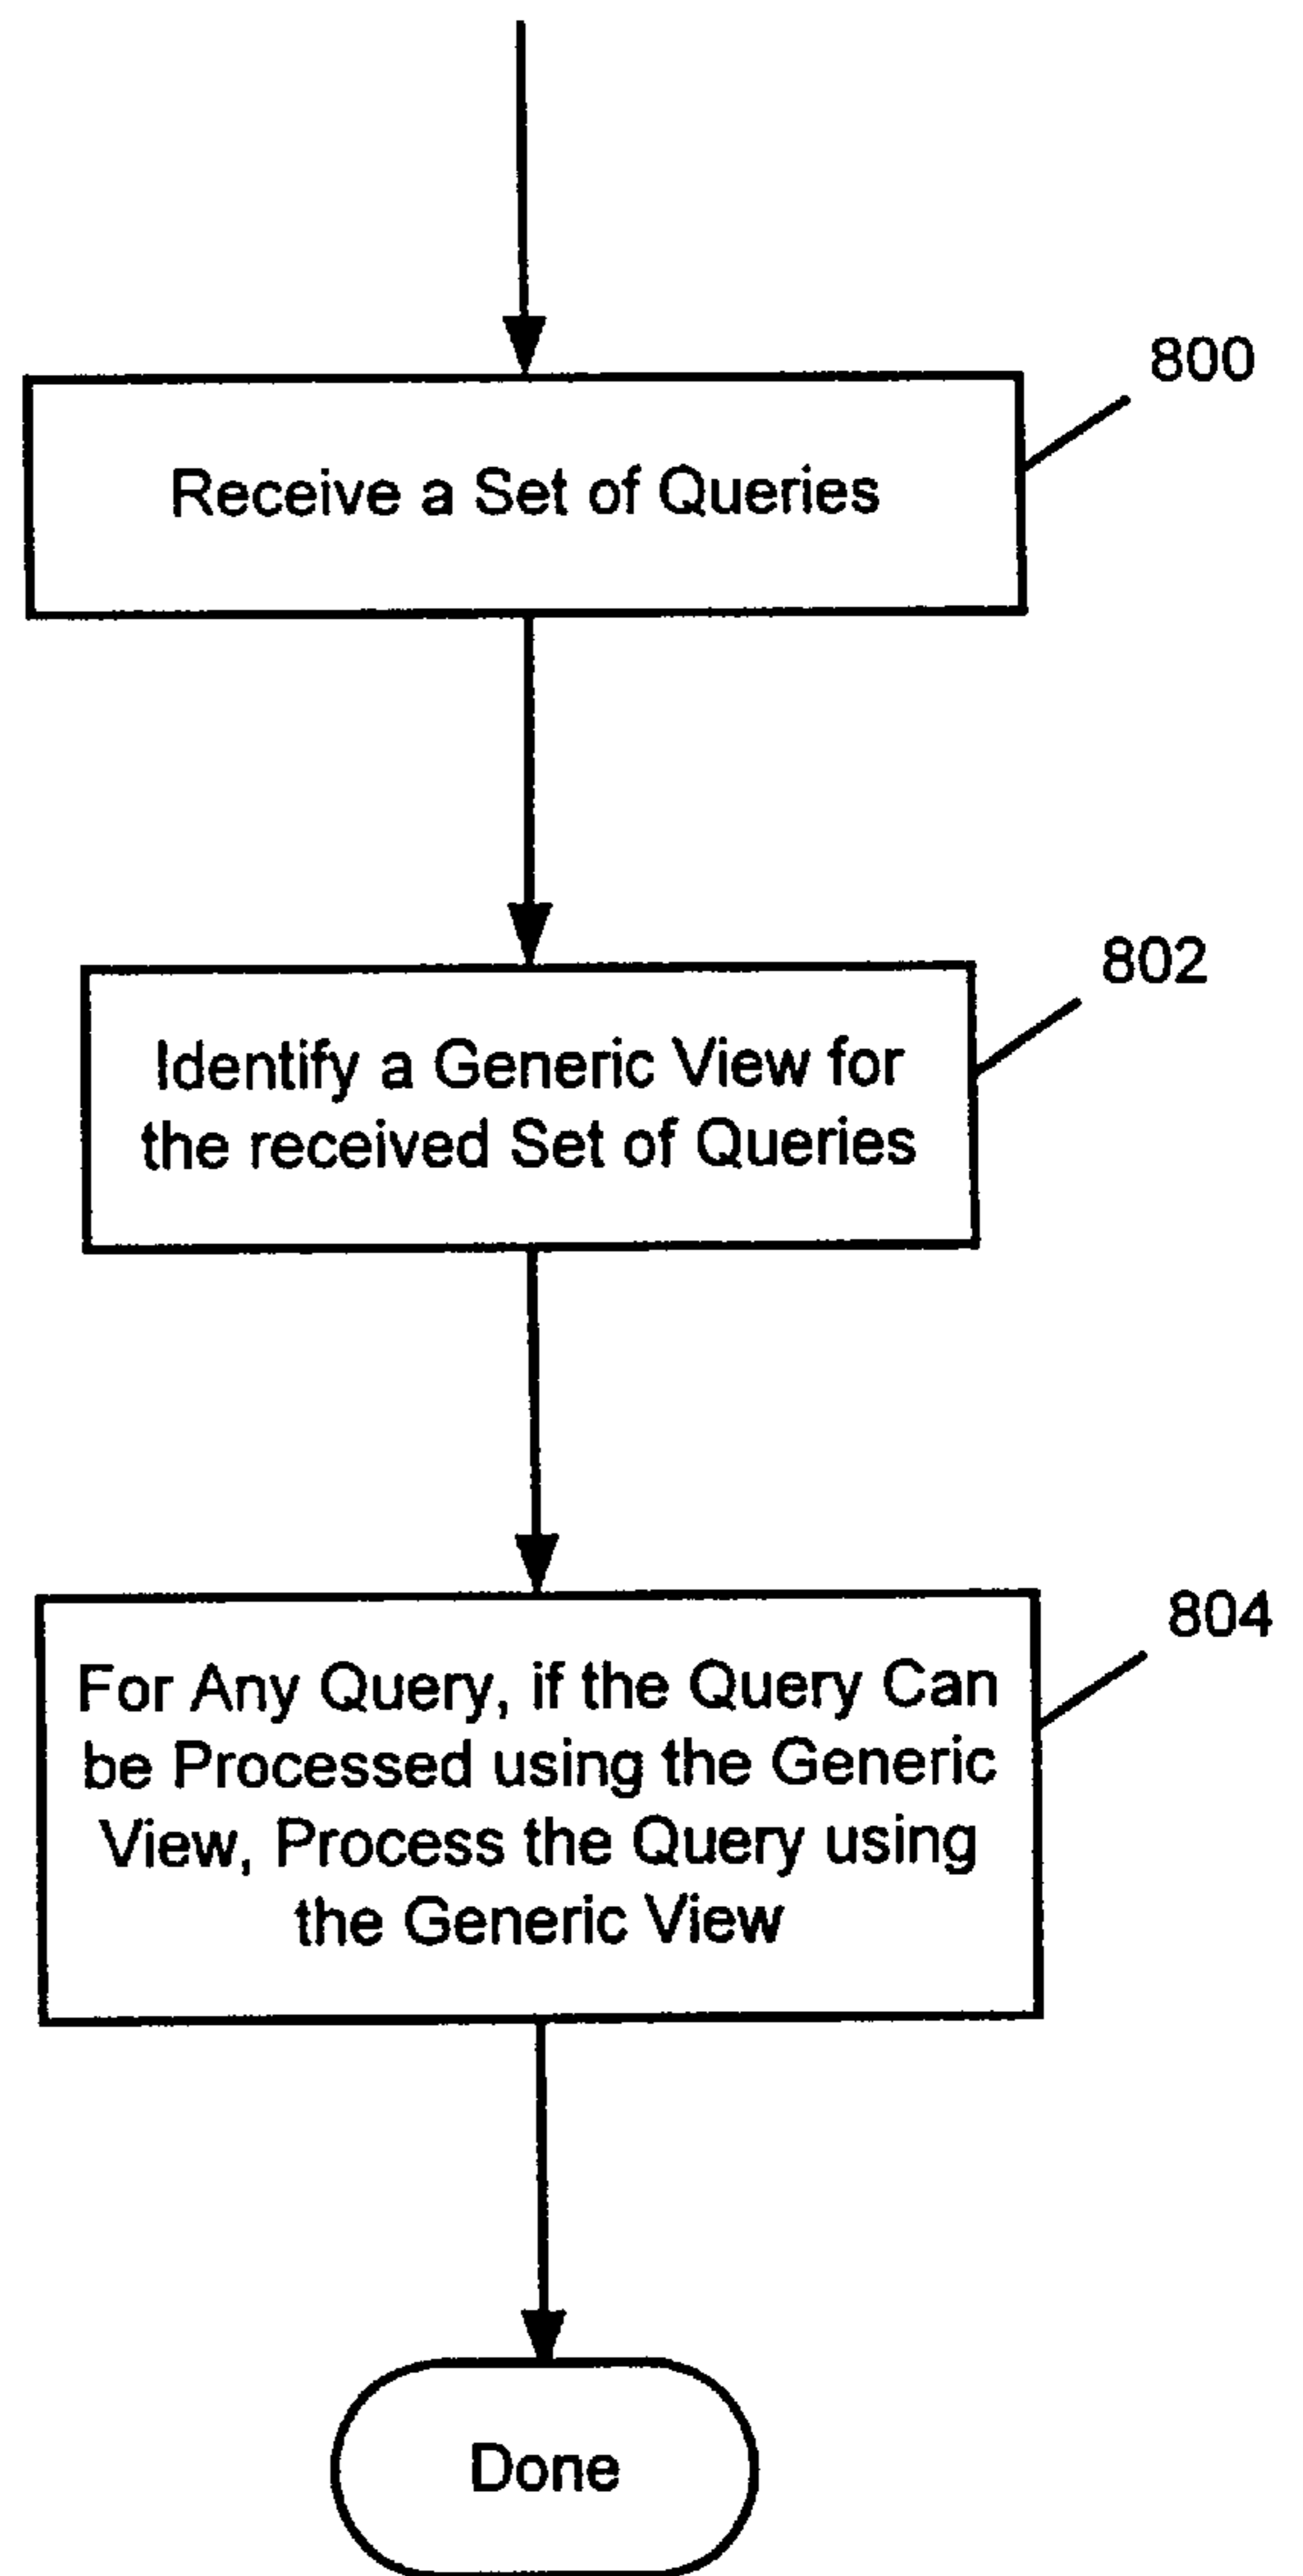 800
Receive a Set of Queries
802
Identify a Generic View for
the received Set of Queries
804
For Any Query, if the Query Can
be Processed using the Generic
View, Process the Query using
the Generic View
Done